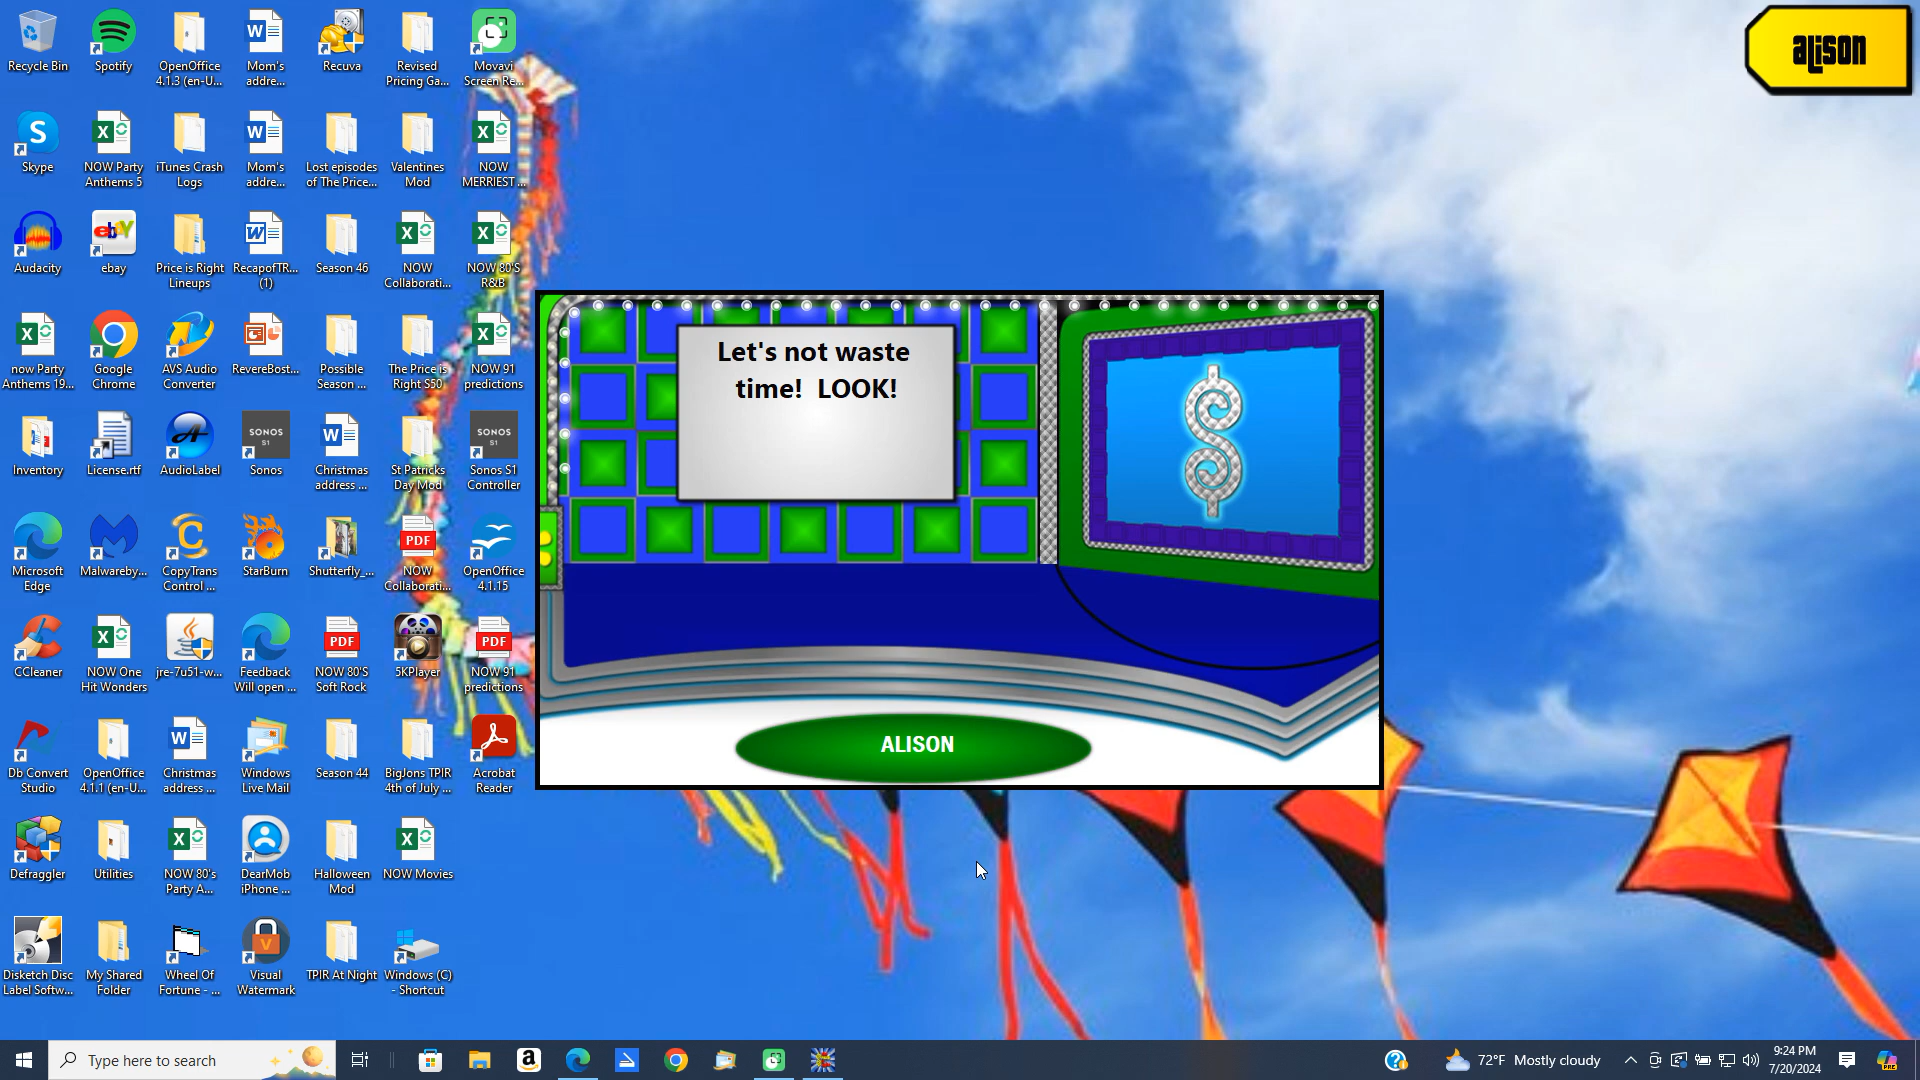 Recycle Bin
Spotify
OpenOffice
4.1.3 (en-U...
Mom's
addre...
Recuva
Revised
Pricing Ga...
Movavi
Screen Re...
Skype
NOW Party
Anthems 5
iTunes Crash
Logs
Mom's
addre...
Lost episodes
of The Price...
Valentines
Mod
NOW
MERRIEST ...
Audacity
ebay
Price is Right
Lineups
RecapofTR...
(1)
Season 46
NOW
Collaborati...
NOW 80'S
R&B
now Party
Anthems 19...
Google
Chrome
AVS Audio
Converter
RevereBost...
Possible
Season ...
The Price is
Right S50
NOW 91
predictions
Inventory
License.rtf
AudioLabel
SONOS
S1
Sonos
Christmas
address ...
St Patricks
Day Mod
SONOS
S1
Sonos S1
Controller
Microsoft
Edge
Malwareby...
CopyTrans
Control ...
StarBurn
Shutterfly_...
PDF
NOW
Collaborati...
OpenOffice
4.1.15
CCleaner
NOW One
Hit Wonders
jre-7u51-w...
Feedback
Will open ...
PDF
NOW 80'S
Soft Rock
5KPlayer
PDF
NOW 91
predictions
Db Convert
Studio
OpenOffice
4.1.1 (en-U...
Christmas
address ...
Windows
Live Mail
Season 44
BigJons TPIR
4th of July ...
Acrobat
Reader
Defraggler
Utilities
NOW 80's
Party A...
DearMob
iPhone ...
Halloween
Mod
NOW Movies
Disketch Disc
Label Softw...
My Shared
Folder
Wheel Of
Fortune - ...
Visual
Watermark
TPIR At Night
Windows (C)
- Shortcut
ALISON
Let's not waste
time! LOOK!
$
ALISON
Type here to search
72°F Mostly cloudy
9:24 PM
7/20/2024